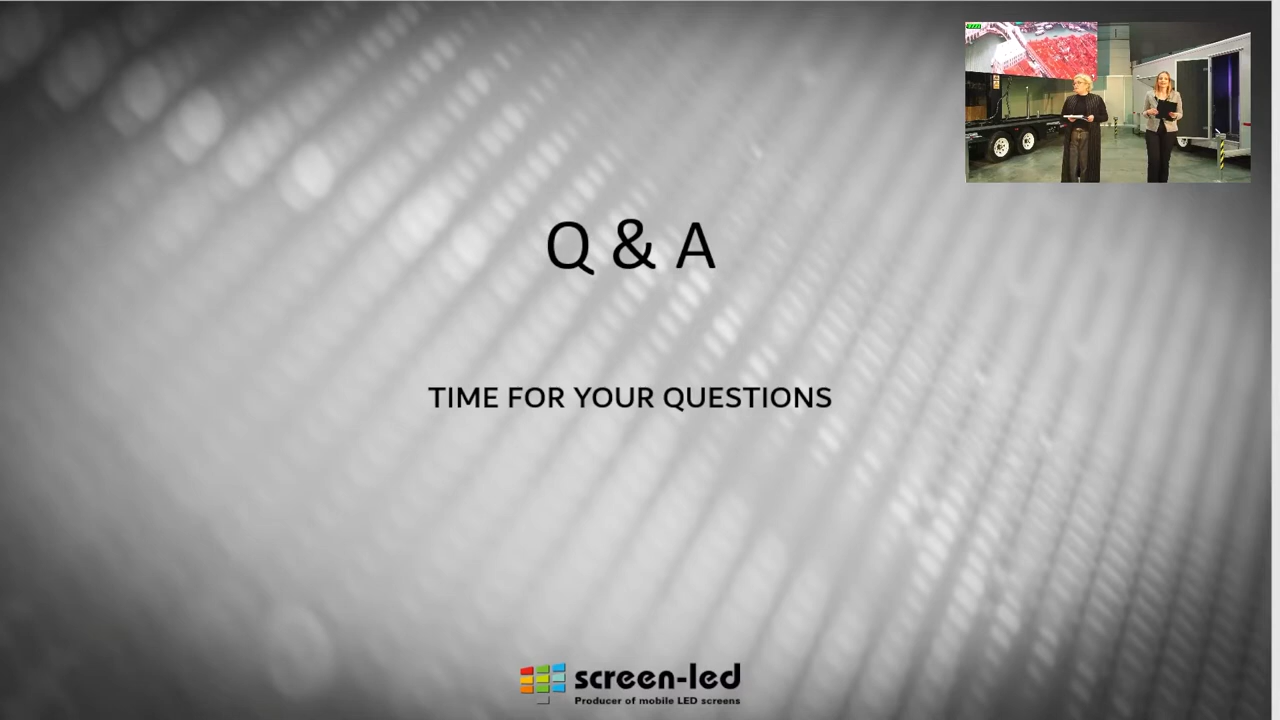 Q & A
TIME FOR YOUR QUESTIONS
screen-led
Producer of mobile LED screens